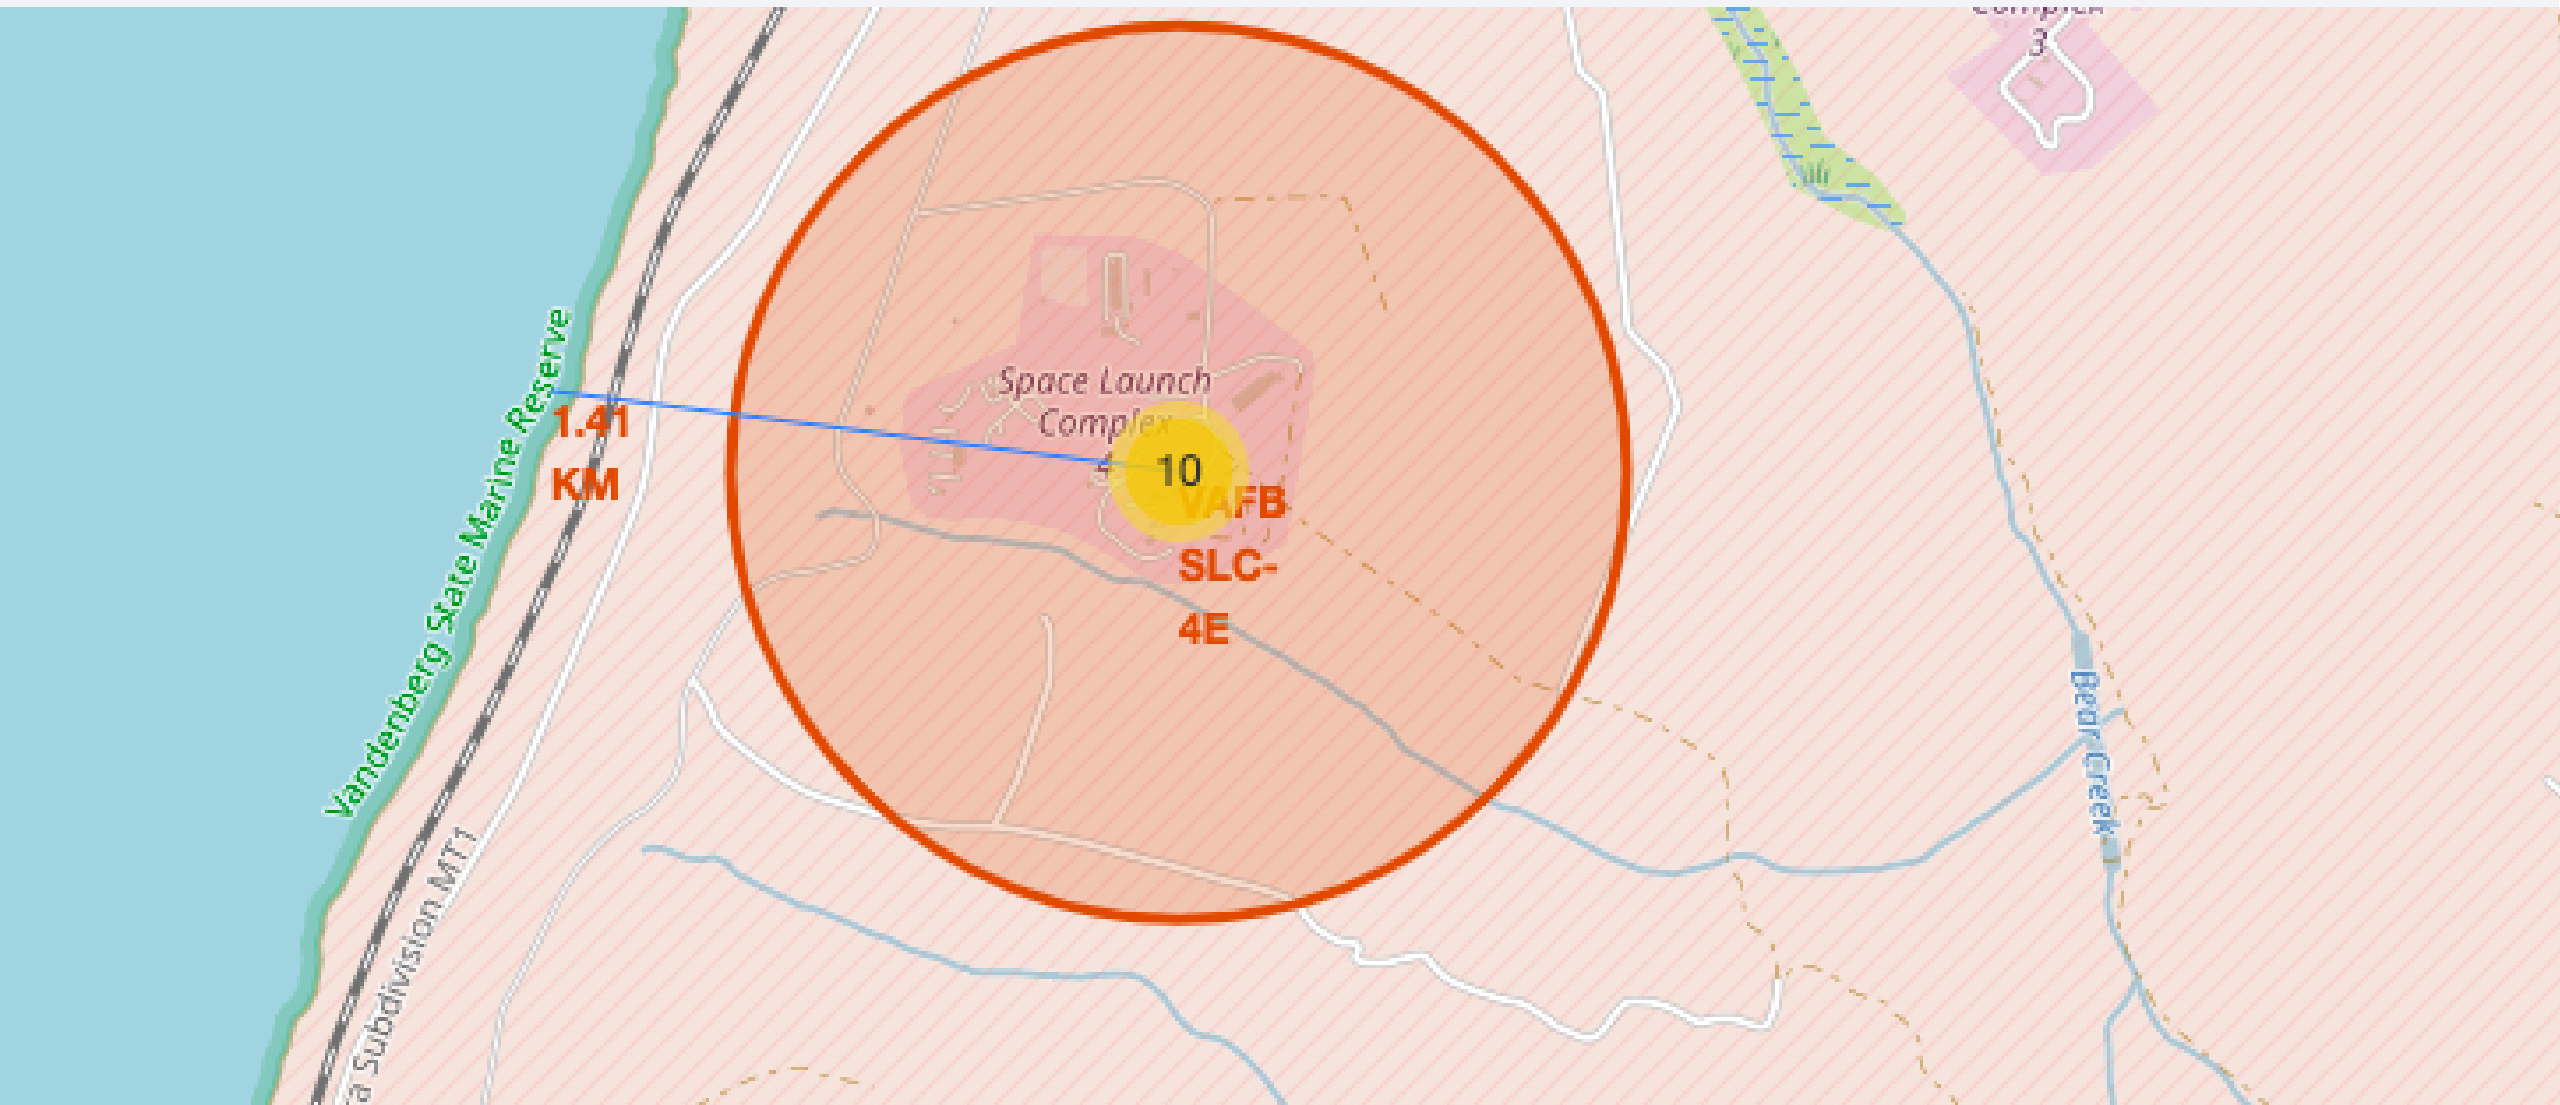 Complex
3
Space Launch
Complex
4
10
VAFB
SLC-
4E
1.41
KM
Vandenberg State Marine Reserve
a Subdivision MT1
Bear Creek